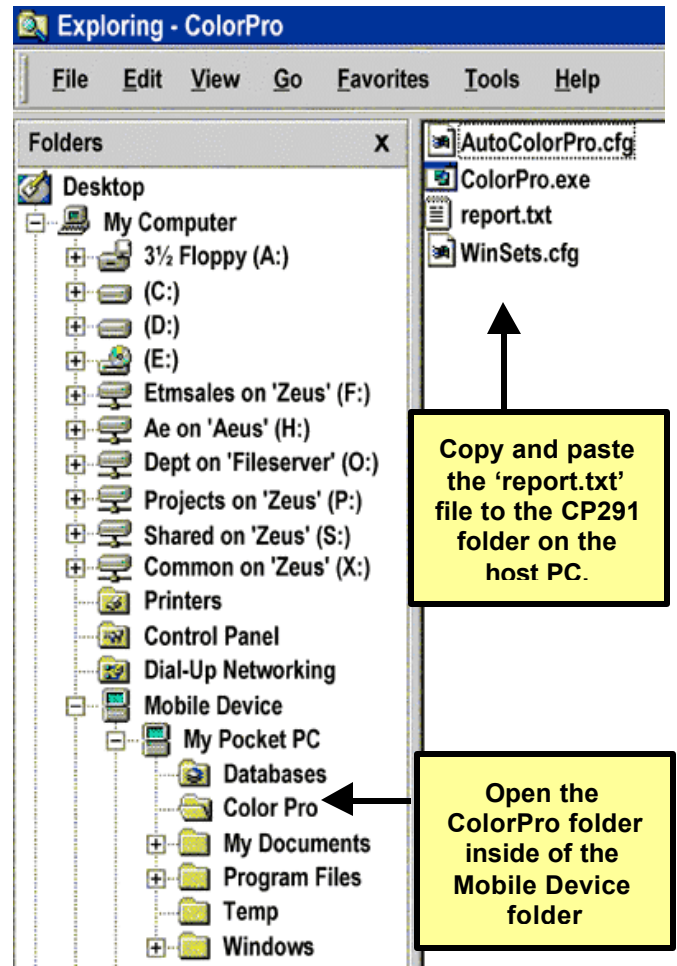 Exploring - ColorPro
File Edit View Go Favorites Tools Help
Folders x
Desktop
My Computer
3½ Floppy (A:)
(C:)
(D:)
(E:)
Etmsales on 'Zeus' (F:)
Ae on 'Aeus' (H:)
Dept on 'Fileserver' (O:)
Projects on 'Zeus' (P:)
Shared on 'Zeus' (S:)
Common on 'Zeus' (X:)
Printers
Control Panel
Dial-Up Networking
Mobile Device
My Pocket PC
Databases
Color Pro
My Documents
Program Files
Temp
Windows
AutoColorPro.cfg
ColorPro.exe
report.txt
WinSets.cfg
Copy and paste
the ‘report.txt’
file to the CP291
folder on the
host PC.
Open the
ColorPro folder
inside of the
Mobile Device
folder